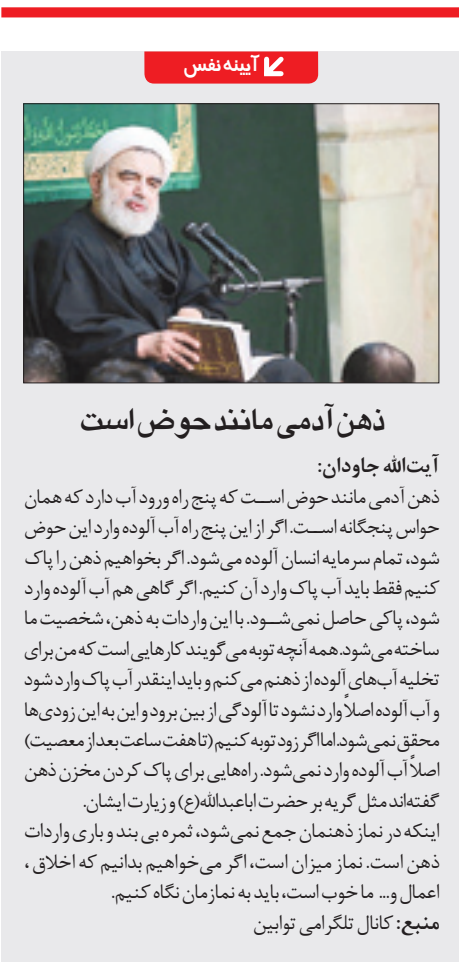 آیینه نفس
ذهن آدمی مانند حوض است
آیت‌الله جاودان:
ذهن آدمی مانند حوض است که پنج راه ورود آب دارد که همان
حواس پنجگانه است. اگر از این پنج راه آب آلوده وارد این حوض
شود، تمام سرمایه انسان آلوده می‌شود. اگر بخواهیم ذهن را پاک
کنیم فقط باید آب پاک وارد آن کنیم. اگر گاهی هم آب آلوده وارد
شود، پاکی حاصل نمی‌شود. با این واردات به ذهن، شخصیت ما
ساخته می‌شود. همه آنچه توبه می‌گویند کارهایی است که من برای
تخلیه آب‌های آلوده از ذهنم می‌کنم و باید اینقدر آب پاک وارد شود
و آب آلوده اصلاً وارد نشود تا آلودگی از بین برود و این به این زودی‌ها
محقق نمی‌شود. اما اگر زود توبه کنیم (تا هفت ساعت بعد از معصیت)
اصلاً آب آلوده وارد نمی‌شود. راه‌هایی برای پاک کردن مخزن ذهن
گفته‌اند مثل گریه بر حضرت اباعبدالله(ع) و زیارت ایشان.
اینکه در نماز ذهنمان جمع نمی‌شود، ثمره بی بند و باری واردات
ذهن است. نماز میزان است، اگر می‌خواهیم بدانیم که اخلاق ،
اعمال و... ما خوب است، باید به نمازمان نگاه کنیم.
منبع: کانال تلگرامی توابین